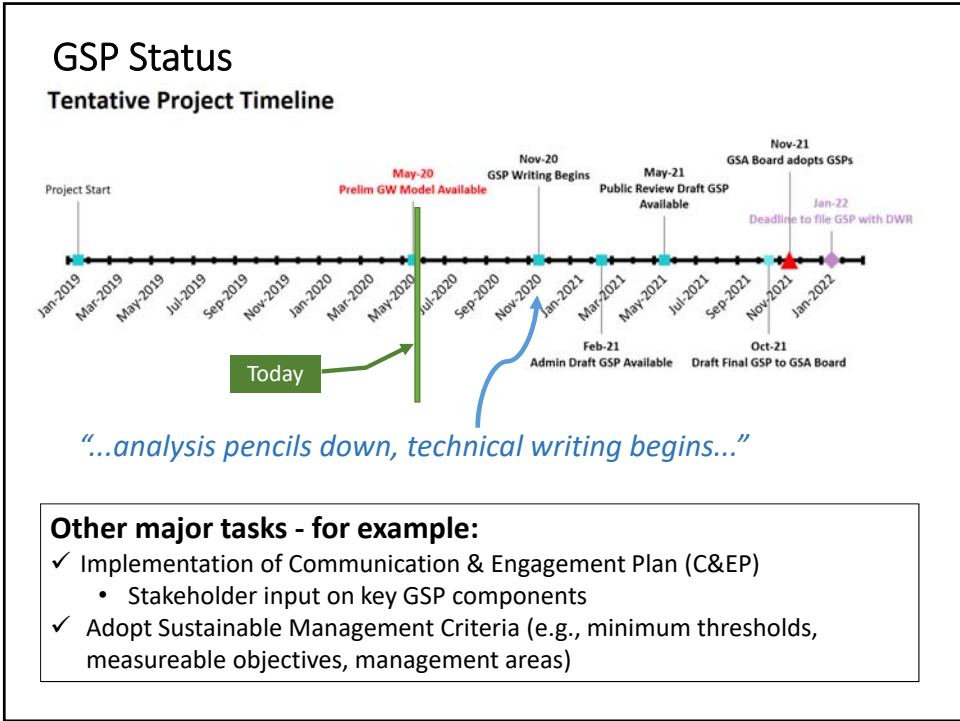 GSP Status
Tentative Project Timeline
Project Start
May-20
Prelim GW Model Available
Nov-20
GSP Writing Begins
May-21
Public Review Draft GSP
Available
Nov-21
GSA Board adopts GSPs
Jan-22
Deadline to file GSP with DWR
Jan-2019
Mar-2019
May-2019
Jul-2019
Sep-2019
Nov-2019
Jan-2020
Mar-2020
May-2020
Jul-2020
Sep-2020
Nov-2020
Jan-2021
Mar-2021
May-2021
Jul-2021
Sep-2021
Nov-2021
Jan-2022
Feb-21
Admin Draft GSP Available
Oct-21
Draft Final GSP to GSA Board
Today
“...analysis pencils down, technical writing begins...”
Other major tasks - for example:
✓ Implementation of Communication & Engagement Plan (C&EP)
• Stakeholder input on key GSP components
✓ Adopt Sustainable Management Criteria (e.g., minimum thresholds,
measureable objectives, management areas)